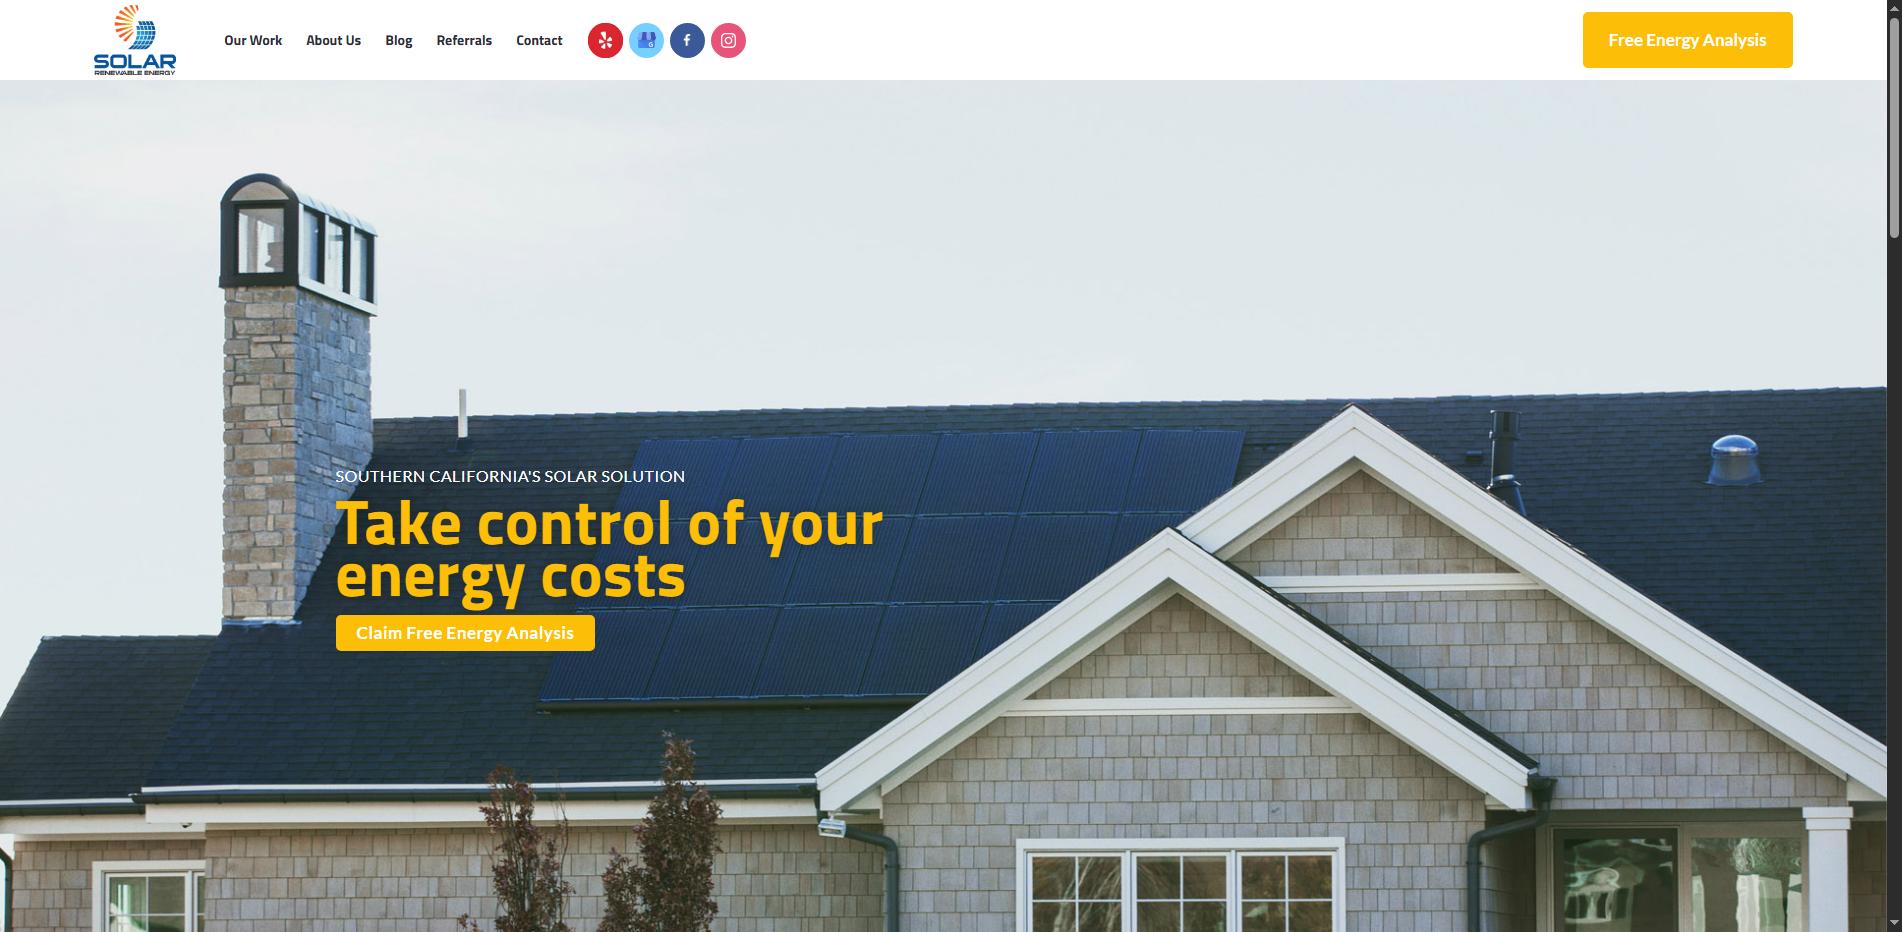 SOLAR
RENEWABLE ENERGY
Our Work
About Us
Blog
Referrals
Contact
Free Energy Analysis
SOUTHERN CALIFORNIA'S SOLAR SOLUTION
Take control of your
energy costs
Claim Free Energy Analysis